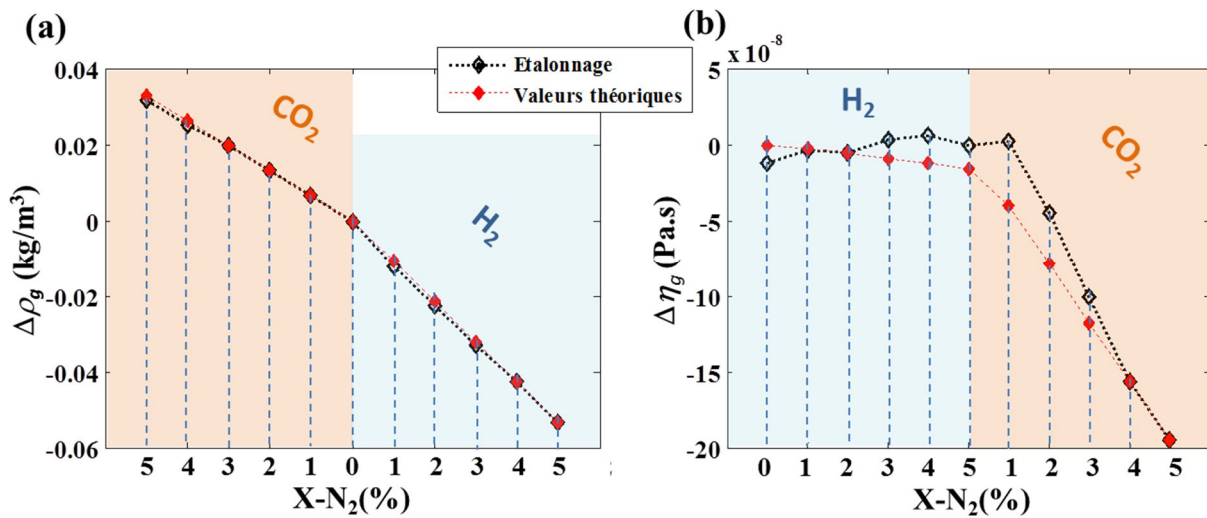 (a)
(b)
Etalonnage
Valeurs théoriques
Δρg (kg/m³)
0.04
0.02
0
-0.02
-0.04
-0.06
CO₂
H₂
5 4 3 2 1 0 1 2 3 4 5
X-N₂(%)
x 10⁻⁸
Δηg (Pa.s)
5
0
-5
-10
-15
-20
H₂
CO₂
0 1 2 3 4 5 1 2 3 4 5
X-N₂(%)